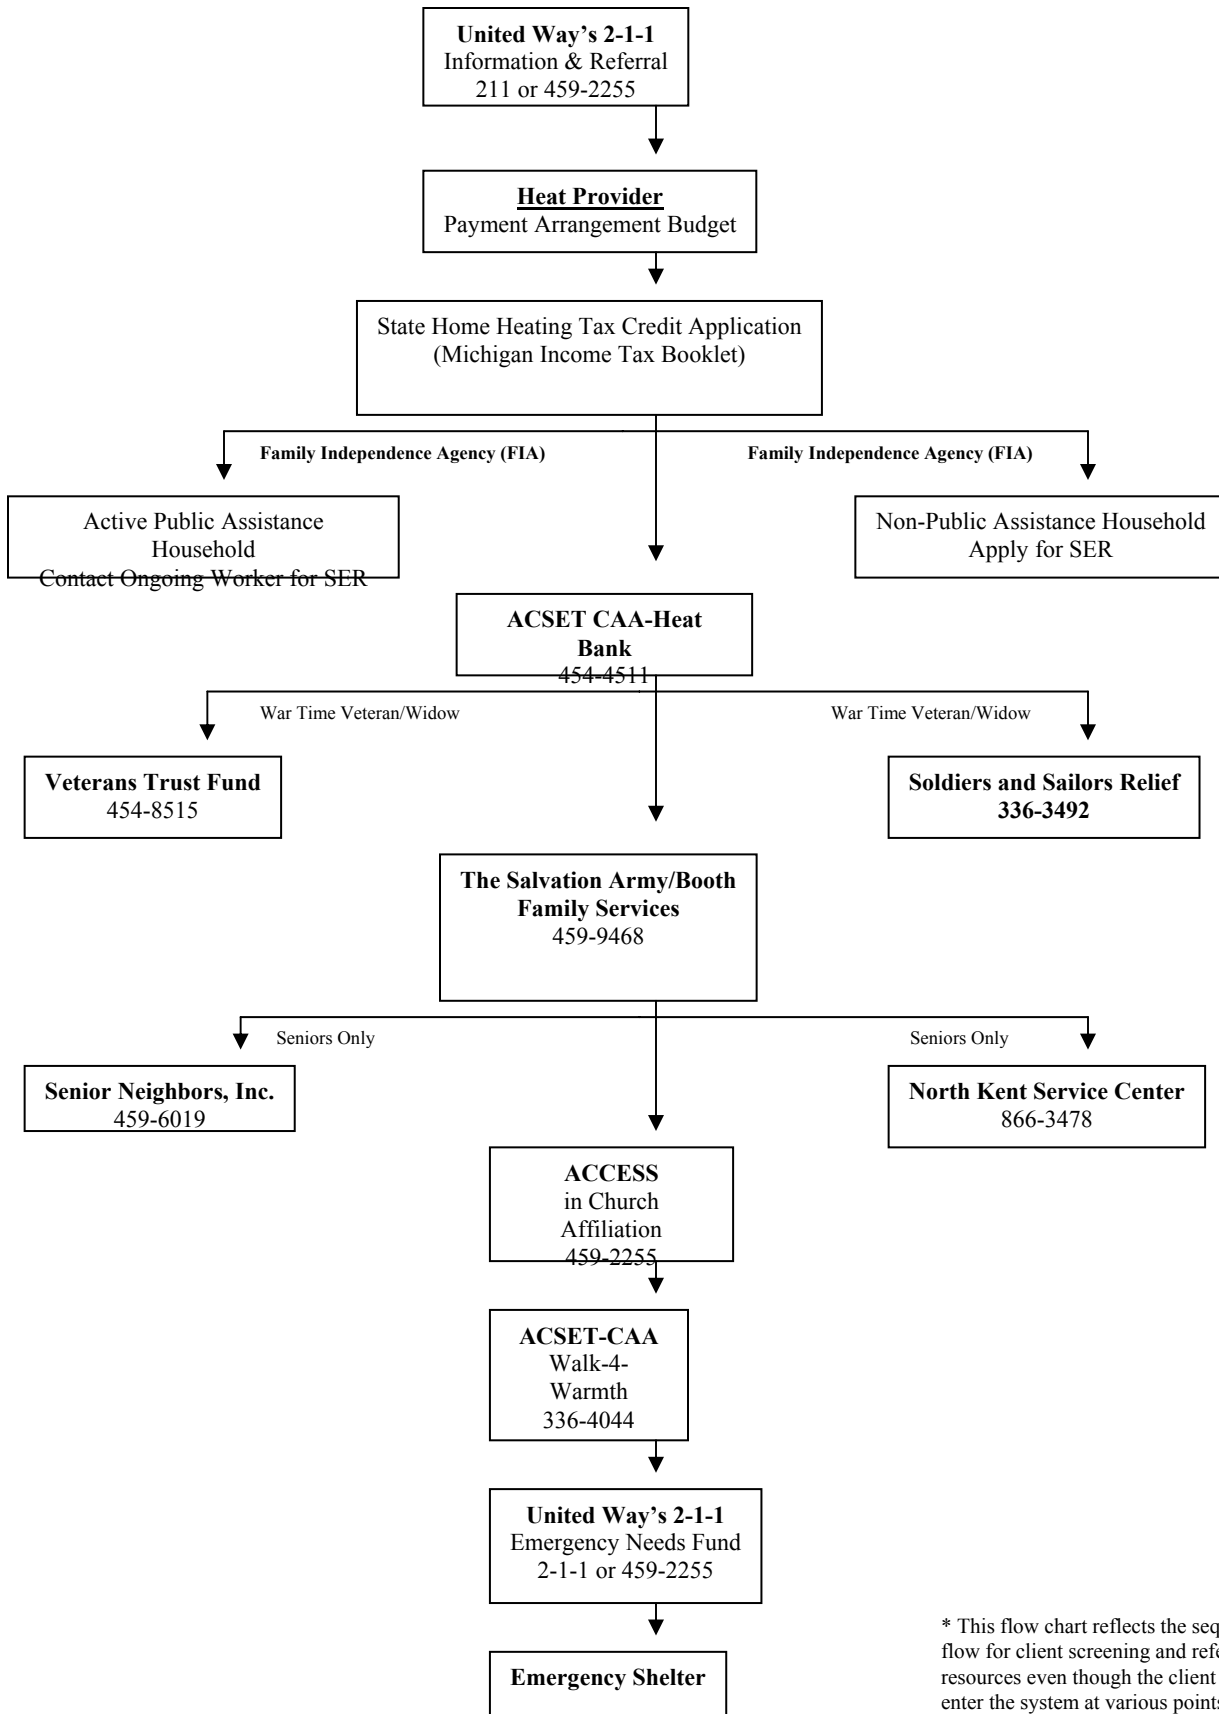 United Way’s 2-1-1
Information & Referral
211 or 459-2255
Heat Provider
Payment Arrangement Budget
State Home Heating Tax Credit Application
(Michigan Income Tax Booklet)
Family Independence Agency (FIA)
Family Independence Agency (FIA)
Active Public Assistance
Household
Contact Ongoing Worker for SER
Non-Public Assistance Household
Apply for SER
ACSET CAA-Heat
Bank
454-4511
War Time Veteran/Widow
War Time Veteran/Widow
Veterans Trust Fund
454-8515
Soldiers and Sailors Relief
336-3492
The Salvation Army/Booth
Family Services
459-9468
Seniors Only
Seniors Only
Senior Neighbors, Inc.
459-6019
North Kent Service Center
866-3478
ACCESS
in Church
Affiliation
459-2255
ACSET-CAA
Walk-4-
Warmth
336-4044
United Way’s 2-1-1
Emergency Needs Fund
2-1-1 or 459-2255
Emergency Shelter
* This flow chart reflects the
flow for client screening and
resources even though the client
enter the system at various points